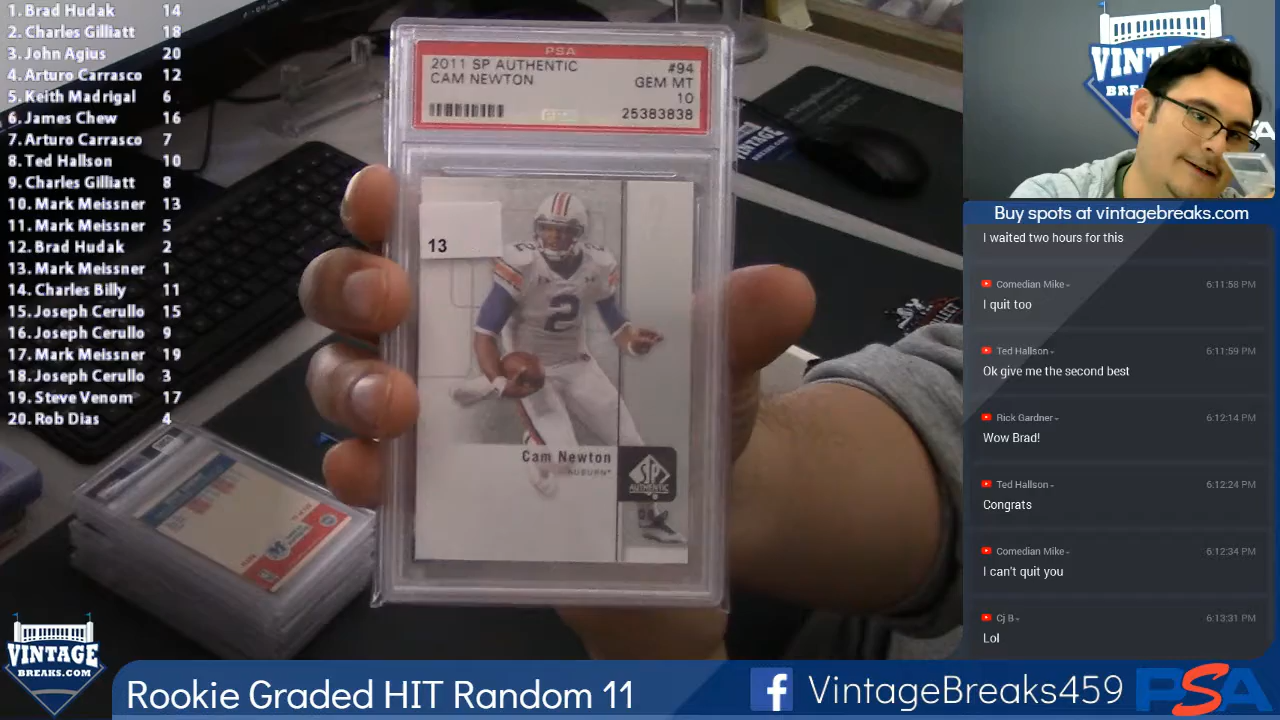 1. Brad Hudak 14
2. Charles Gilliatt 18
3. John Agius 20
4. Arturo Carrasco 12
5. Keith Madrigal 6
6. James Chew 16
7. Arturo Carrasco 7
8. Ted Hallson 10
9. Charles Gilliatt 8
10. Mark Meissner 13
11. Mark Meissner 5
12. Brad Hudak 2
13. Mark Meissner 1
14. Charles Billy 11
15. Joseph Cerullo 15
16. Joseph Cerullo 9
17. Mark Meissner 19
18. Joseph Cerullo 3
19. Steve Venom 17
20. Rob Dias 4
PSA
2011 SP AUTHENTIC #94
CAM NEWTON GEM MT
10
25383838
13
2
2
Cam Newton
AUBURN
SP
AUTHENTIC
VINTAGE
Buy spots at vintagebreaks.com
I waited two hours for this
Comedian Mike 6:11:58 PM
I quit too
Ted Hallson 6:11:59 PM
Ok give me the second best
Rick Gardner 6:12:14 PM
Wow Brad!
Ted Hallson 6:12:24 PM
Congrats
Comedian Mike 6:12:34 PM
I can't quit you
Cj B 6:13:31 PM
Lol
VINTAGE
BREAKS.COM
Rookie Graded HIT Random 11
f VintageBreaks459
PSA